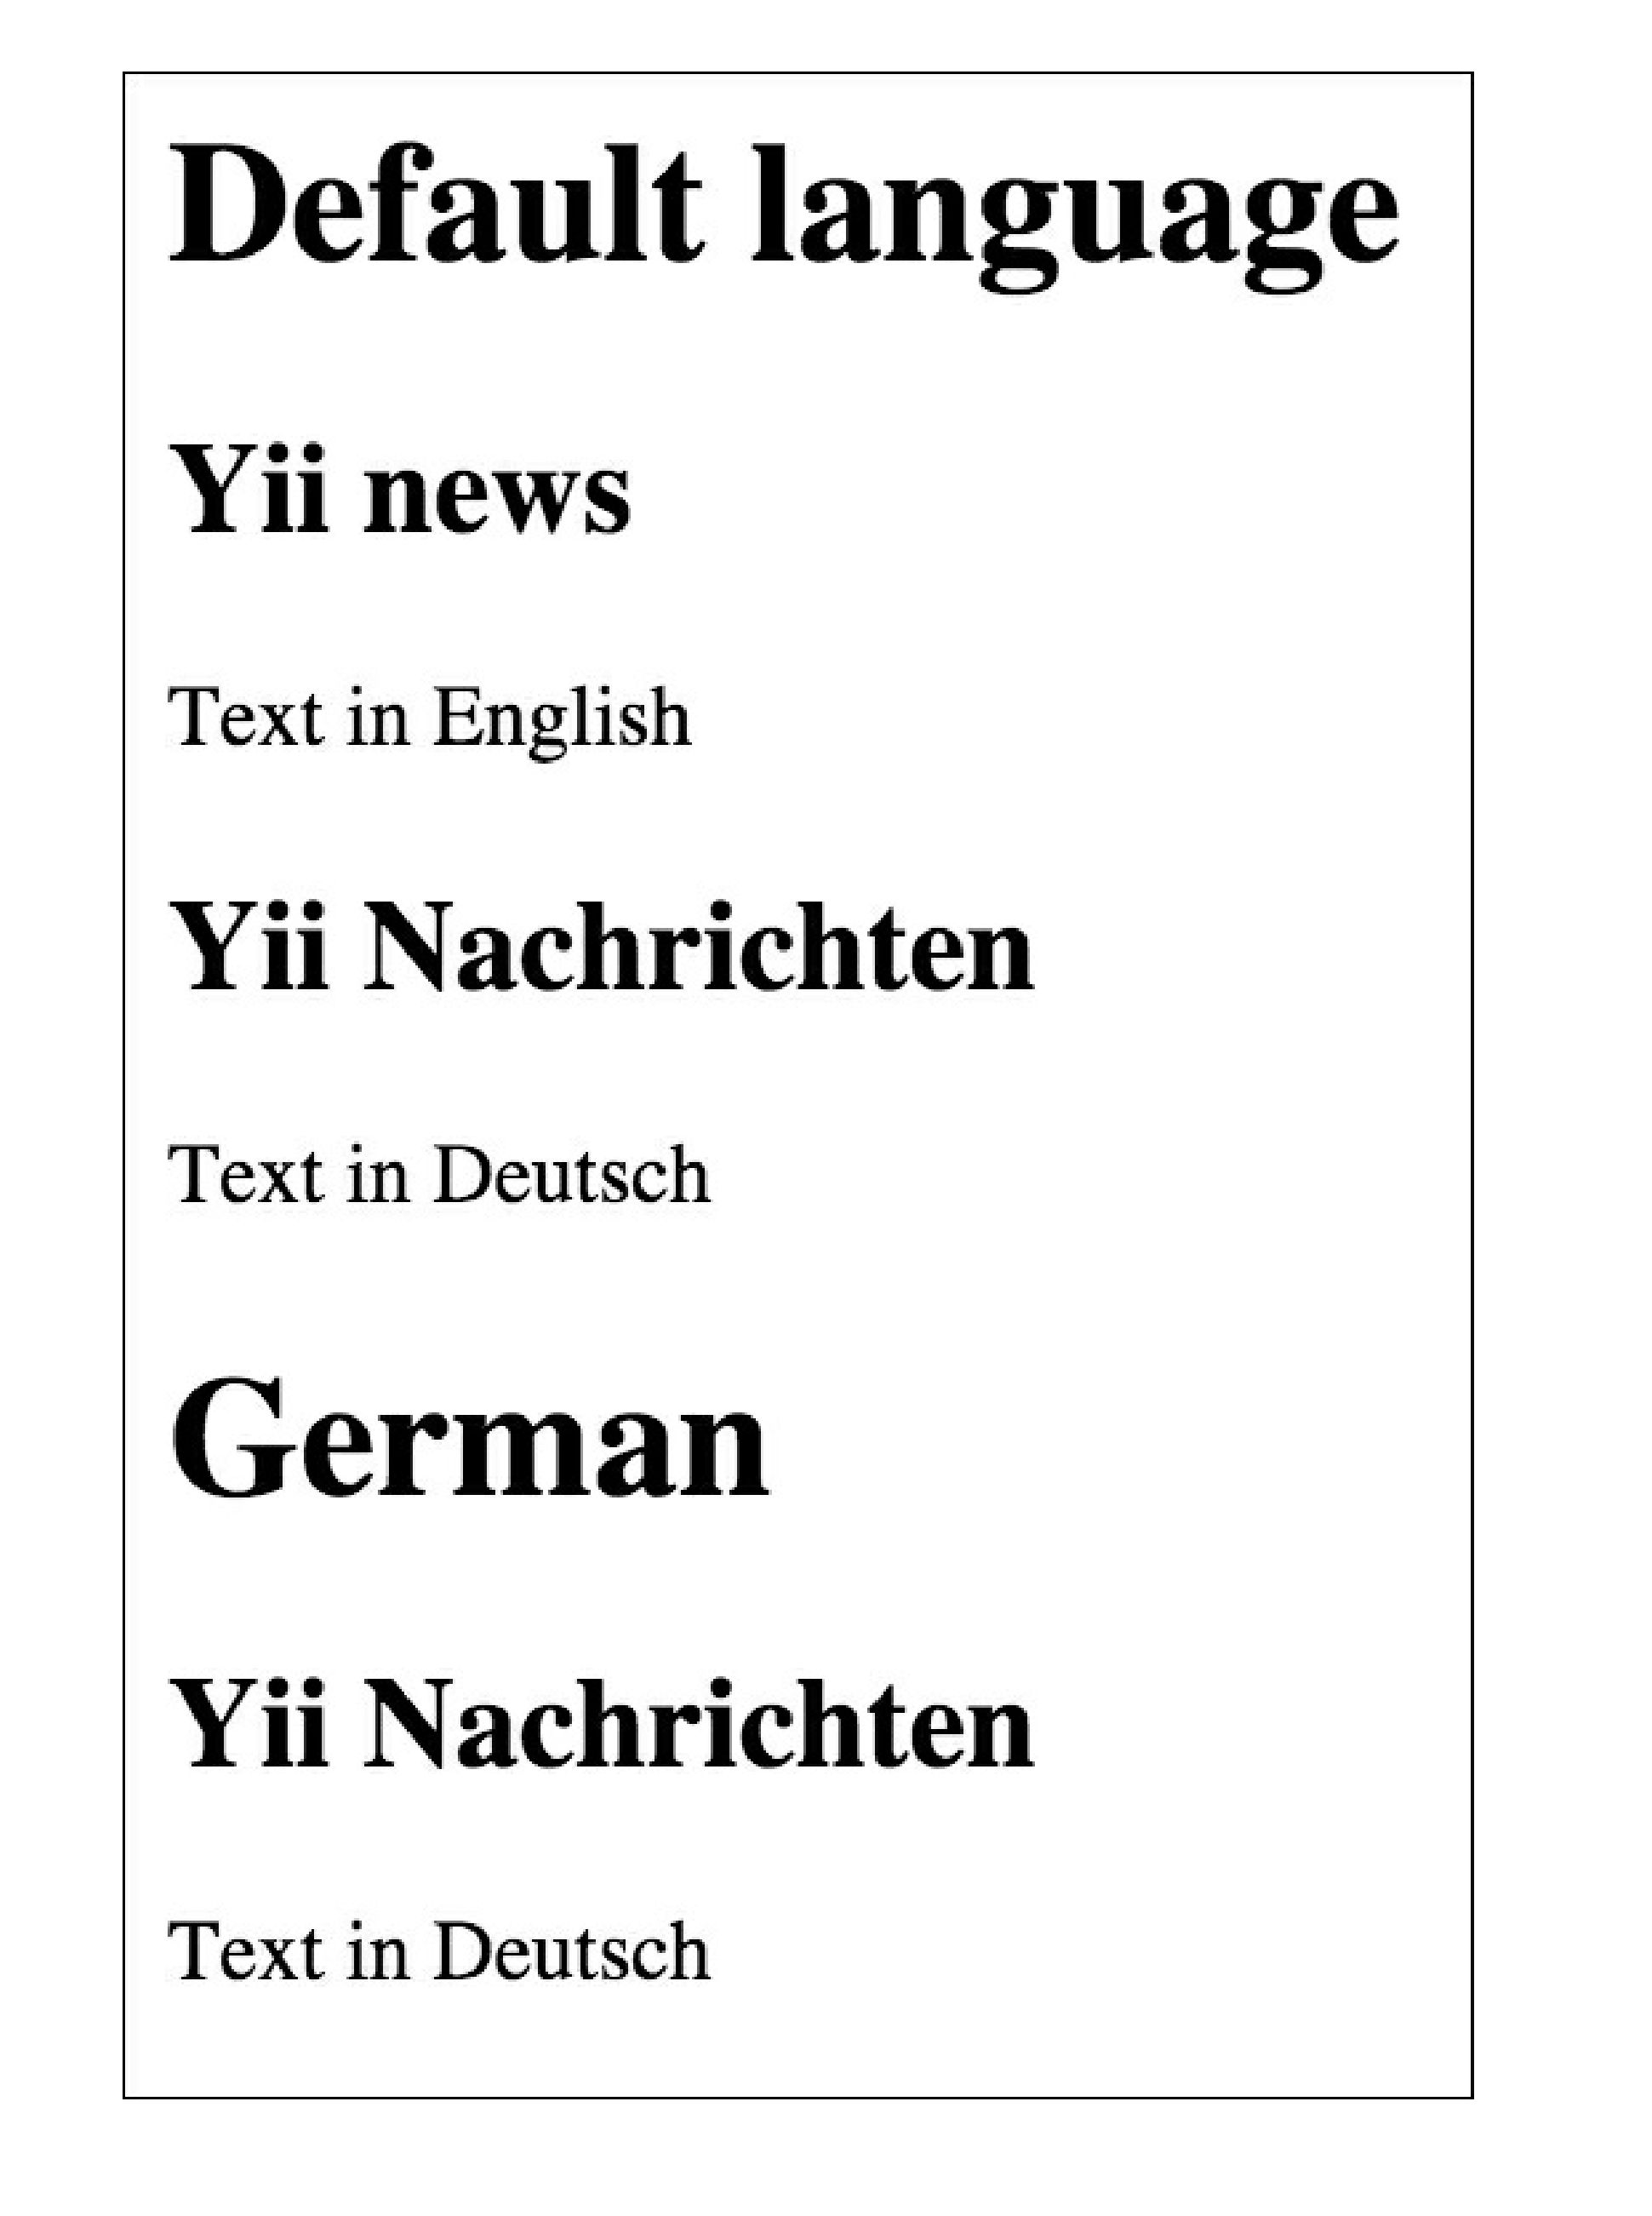 Default language
Yii news
Text in English
Yii Nachrichten
Text in Deutsch
German
Yii Nachrichten
Text in Deutsch